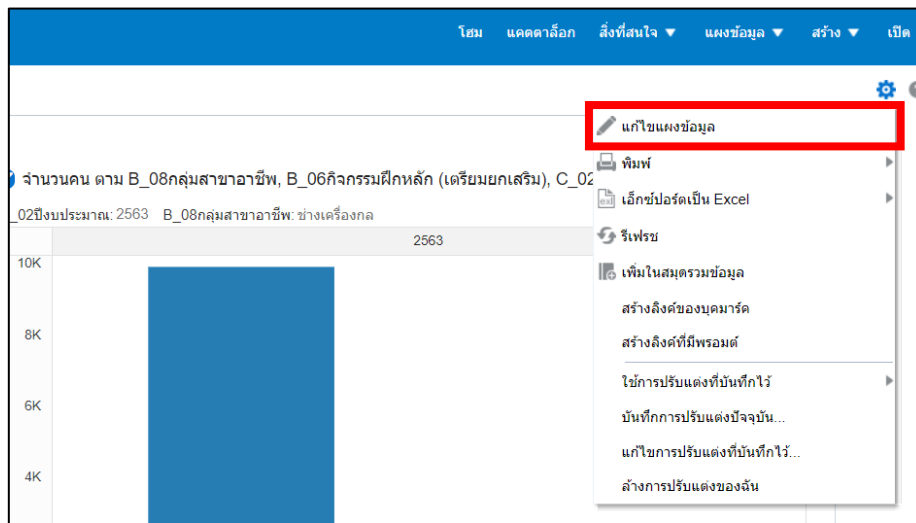 โฮม แคตตาล็อก สิ่งที่สนใจ แผงข้อมูล สร้าง เปิด
แก้ไขแผงข้อมูล
พิมพ์
เอ็กซ์ปอร์ตเป็น Excel
รีเฟรช
เพิ่มในสมุดรวมข้อมูล
สร้างลิงค์ของบุคมาร์ค
สร้างลิงค์ที่มีพรอมต์
ใช้การปรับแต่งที่บันทึกไว้
บันทึกการปรับแต่งปัจจุบัน...
แก้ไขการปรับแต่งที่บันทึกไว้...
ล้างการปรับแต่งของฉัน
จำนวนคน ตาม B_08กลุ่มสาขาอาชีพ, B_06กิจกรรมฝึกหลัก (เตรียมยกเสริม), C_02
_02ปีงบประมาณ: 2563 B_08กลุ่มสาขาอาชีพ: ช่างเครื่องกล
2563
10K
8K
6K
4K